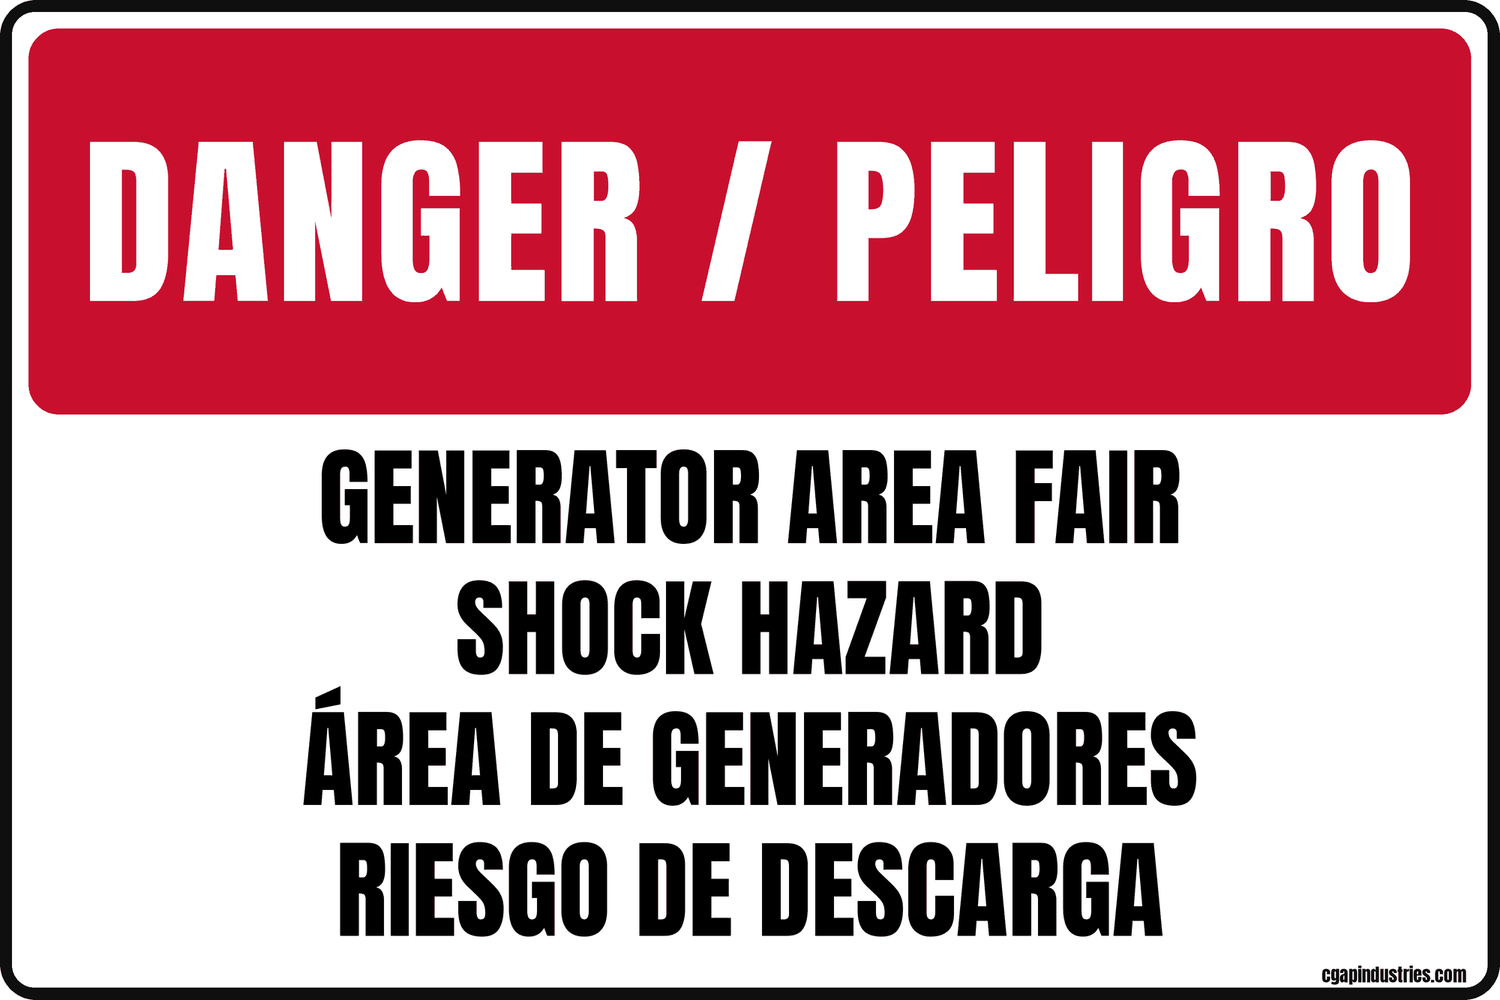 DANGER / PELIGRO
GENERATOR AREA FAIR
SHOCK HAZARD
ÁREA DE GENERADORES
RIESGO DE DESCARGA
cgapindustries.com